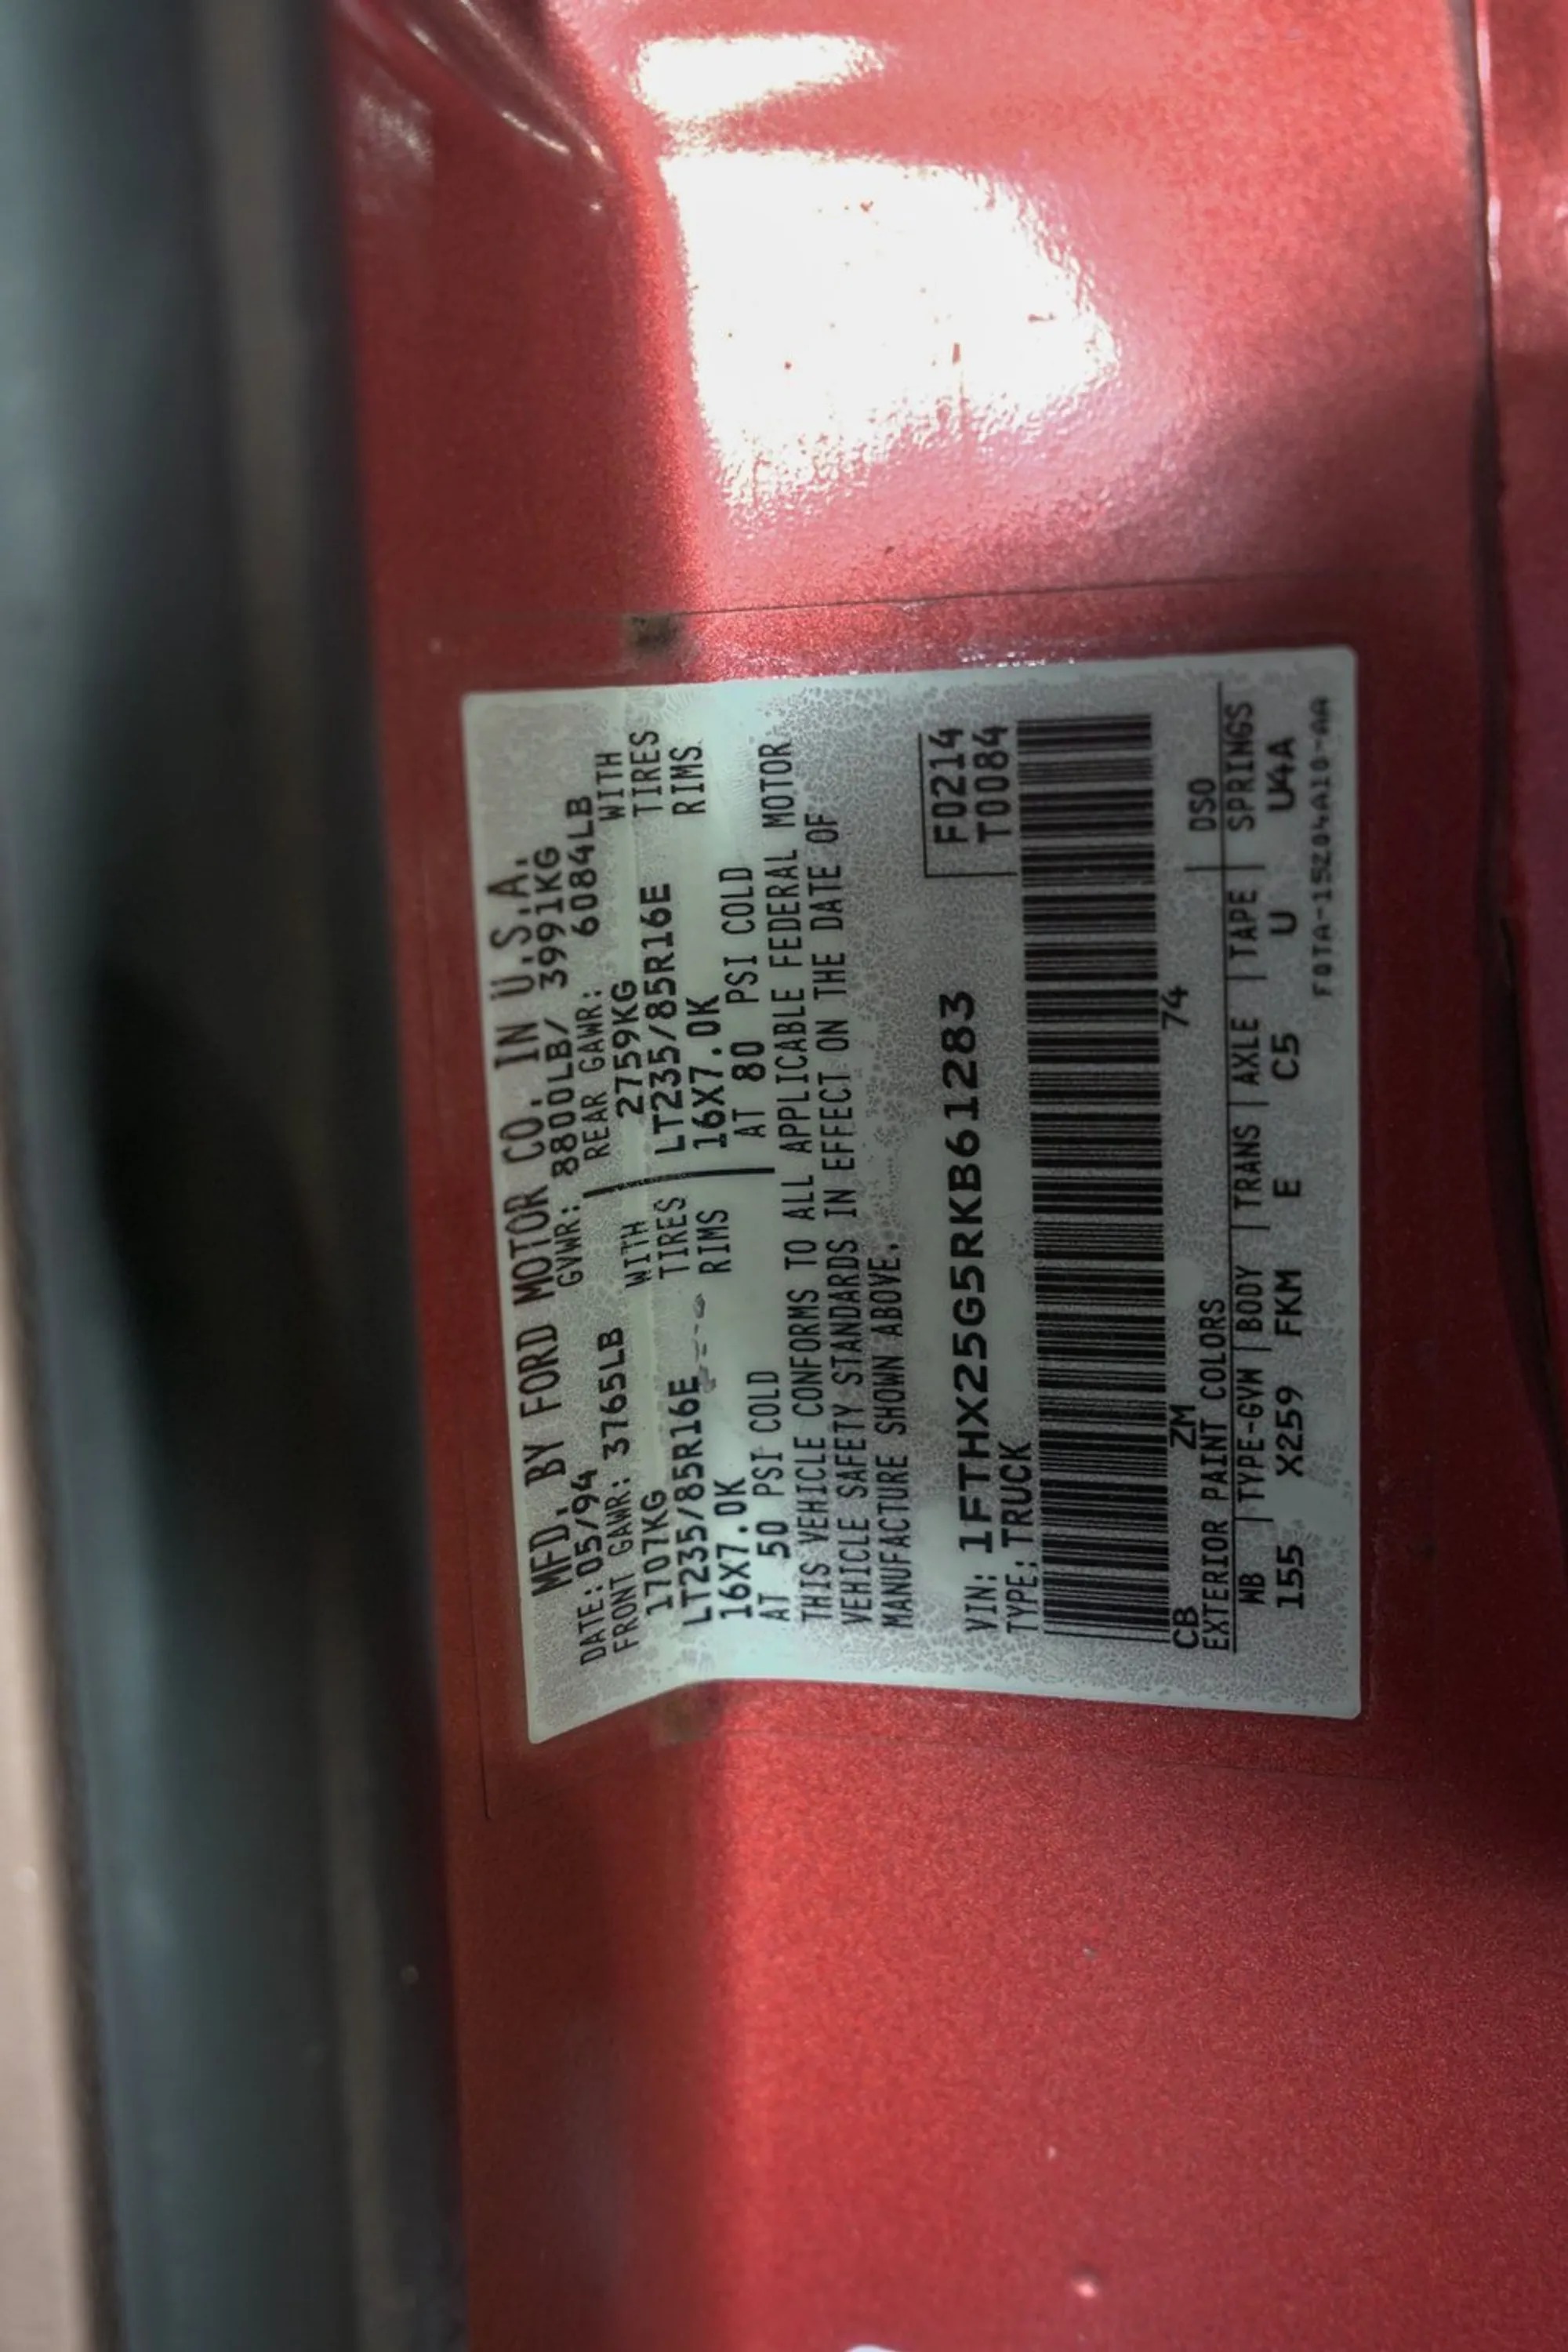 MFD. BY FORD MOTOR CO. IN U.S.A.
DATE: 05/94 GVWR: 8800LB/ 3991KG
FRONT GAWR: 3765LB REAR GAWR: 6084LB
1707KG WITH 2759KG WITH
LT235/85R16E TIRES LT235/85R16E TIRES
16X7.0K RIMS 16X7.0K RIMS
AT 50 PSI COLD AT 80 PSI COLD
THIS VEHICLE CONFORMS TO ALL APPLICABLE FEDERAL MOTOR
VEHICLE SAFETY STANDARDS IN EFFECT ON THE DATE OF
MANUFACTURE SHOWN ABOVE.
F0214
VIN: 1FTHX25G5RKB61283 T0084
TYPE: TRUCK
CB ZM 74
EXTERIOR PAINT COLORS DSO
WB | TYPE-GVW | BODY | TRANS | AXLE | TAPE | SPRINGS
155 X259 FKM E C5 U U4A
F0TA-15Z04A10-AA